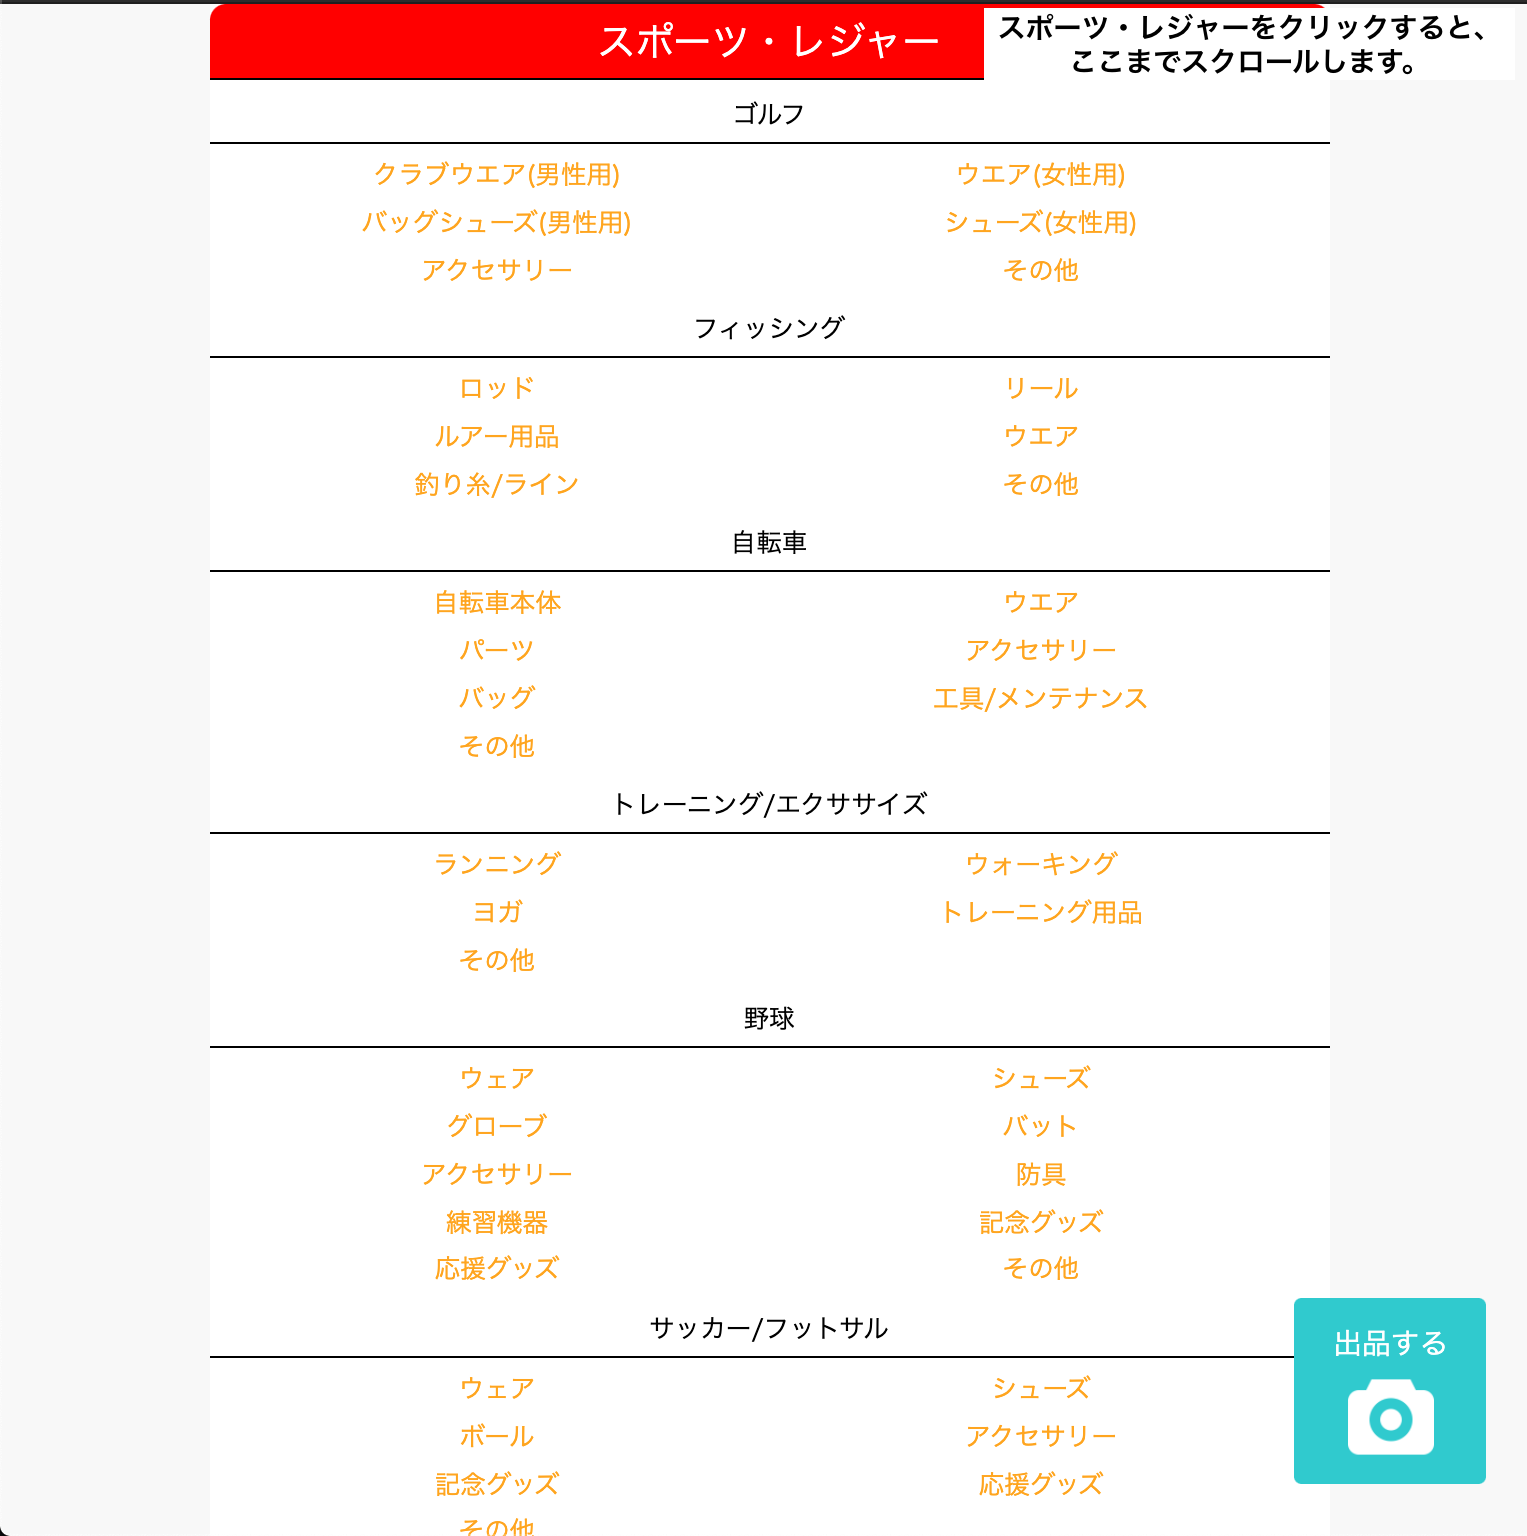 スポーツ・レジャー
スポーツ・レジャーをクリックすると、
ここまでスクロールします。
ゴルフ
クラブウエア(男性用) ウエア(女性用)
バッグシューズ(男性用) シューズ(女性用)
アクセサリー その他
フィッシング
ロッド リール
ルアー用品 ウエア
釣り糸/ライン その他
自転車
自転車本体 ウエア
パーツ アクセサリー
バッグ 工具/メンテナンス
その他
トレーニング/エクササイズ
ランニング ウォーキング
ヨガ トレーニング用品
その他
野球
ウェア シューズ
グローブ バット
アクセサリー 防具
練習機器 記念グッズ
応援グッズ その他
サッカー/フットサル
ウェア シューズ
ボール アクセサリー
記念グッズ 応援グッズ
その他
出品する